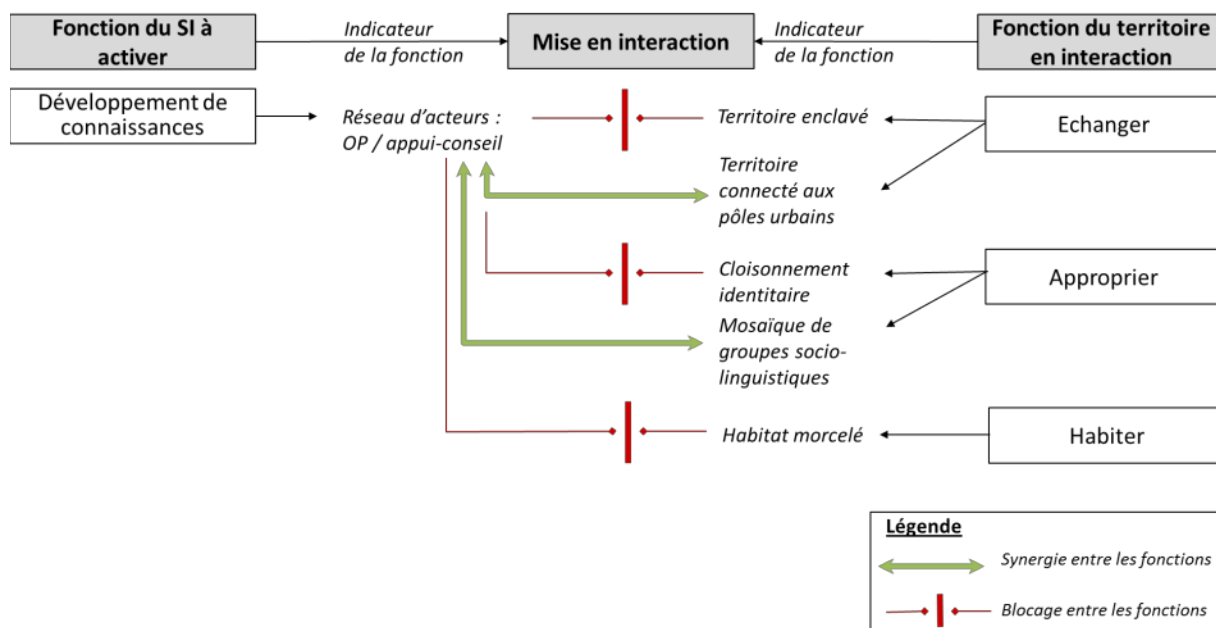 Fonction du SI à
activer
Indicateur
de la fonction
Mise en interaction
Indicateur
de la fonction
Fonction du territoire
en interaction
Développement de
connaissances
Réseau d'acteurs :
OP / appui-conseil
Territoire enclavé
Echanger
Territoire
connecté aux
pôles urbains
Cloisonnement
identitaire
Approprier
Mosaïque de
groupes socio-
linguistiques
Habitat morcelé
Habiter
Légende
Synergie entre les fonctions
Blocage entre les fonctions